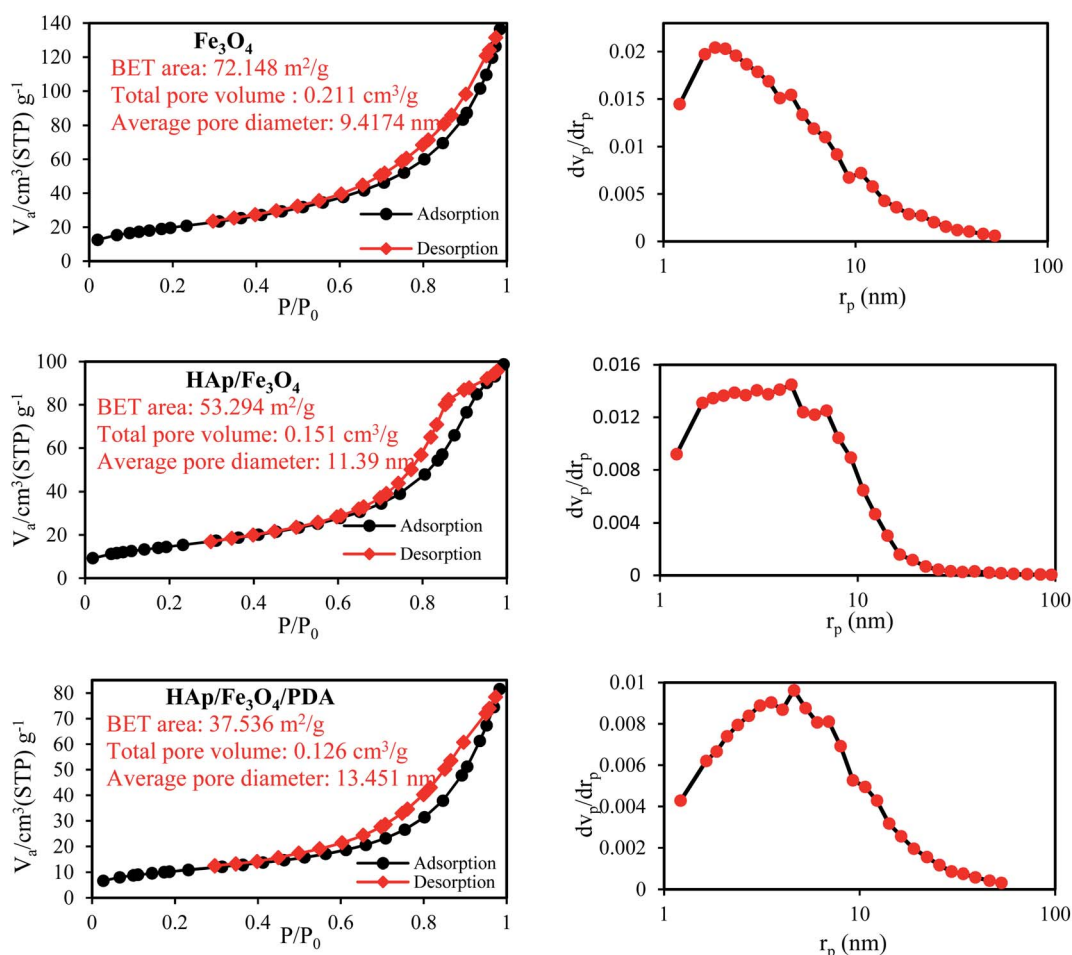 140
120
100
80
60
40
20
0
Vₐ/cm³(STP) g⁻¹
Fe₃O₄
BET area: 72.148 m²/g
Total pore volume : 0.211 cm³/g
Average pore diameter: 9.4174 nm
Adsorption
Desorption
0 0.2 0.4 0.6 0.8 1
P/P₀
0.02
0.015
0.01
0.005
0
dvₚ/drₚ
1 10 100
rₚ (nm)
100
80
60
40
20
0
Vₐ/cm³(STP) g⁻¹
HAp/Fe₃O₄
BET area: 53.294 m²/g
Total pore volume: 0.151 cm³/g
Average pore diameter: 11.39 nm
Adsorption
Desorption
0 0.2 0.4 0.6 0.8 1
P/P₀
0.016
0.012
0.008
0.004
0
dvₚ/drₚ
1 10 100
rₚ (nm)
80
70
60
50
40
30
20
10
0
Vₐ/cm³(STP) g⁻¹
HAp/Fe₃O₄/PDA
BET area: 37.536 m²/g
Total pore volume: 0.126 cm³/g
Average pore diameter: 13.451 nm
Adsorption
Desorption
0 0.2 0.4 0.6 0.8 1
P/P₀
0.01
0.008
0.006
0.004
0.002
0
dvₚ/drₚ
1 10 100
rₚ (nm)